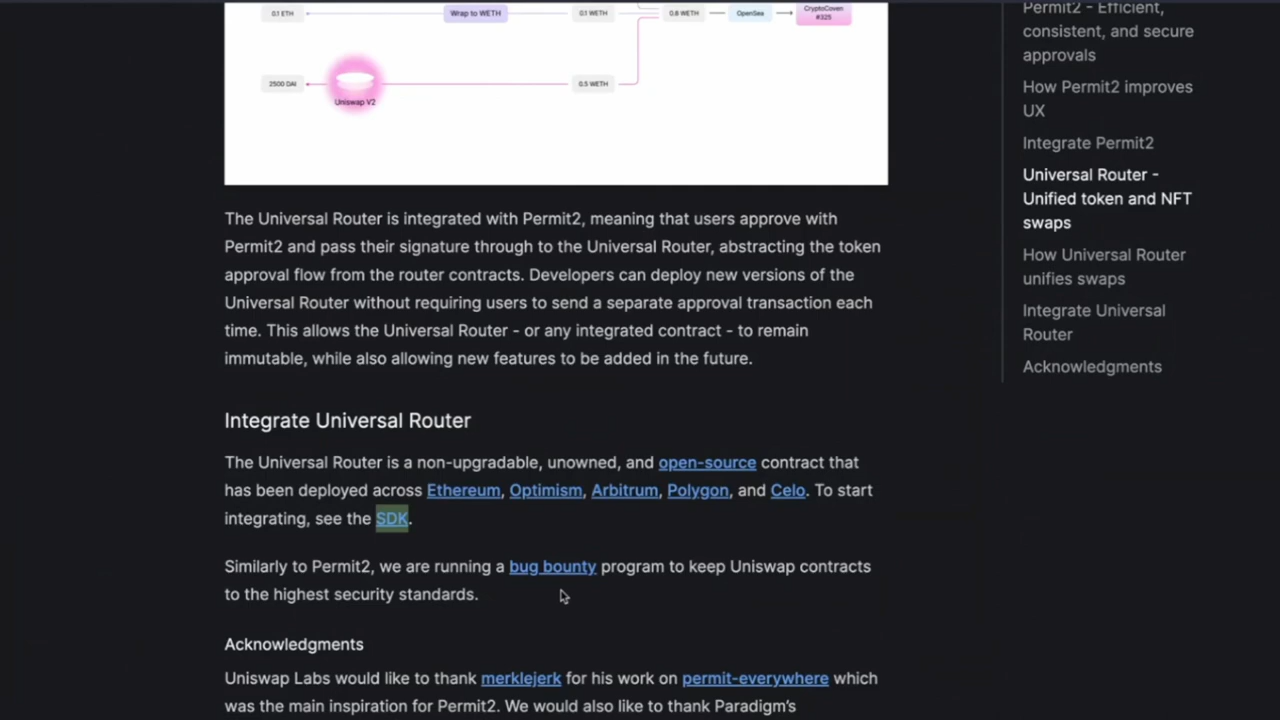 0.1 ETH
Wrap to WETH
0.1 WETH
0.6 WETH
OpenSea
CryptoCoven
#325
2500 DAI
0.5 WETH
Uniswap V2
The Universal Router is integrated with Permit2, meaning that users approve with
Permit2 and pass their signature through to the Universal Router, abstracting the token
approval flow from the router contracts. Developers can deploy new versions of the
Universal Router without requiring users to send a separate approval transaction each
time. This allows the Universal Router - or any integrated contract - to remain
immutable, while also allowing new features to be added in the future.
Integrate Universal Router
The Universal Router is a non-upgradable, unowned, and open-source contract that
has been deployed across Ethereum, Optimism, Arbitrum, Polygon, and Celo. To start
integrating, see the SDK.
Similarly to Permit2, we are running a bug bounty program to keep Uniswap contracts
to the highest security standards.
Acknowledgments
Uniswap Labs would like to thank merklejerk for his work on permit-everywhere which
was the main inspiration for Permit2. We would also like to thank Paradigm's
Permit2 - Efficient,
consistent, and secure
approvals
How Permit2 improves
UX
Integrate Permit2
Universal Router -
Unified token and NFT
swaps
How Universal Router
unifies swaps
Integrate Universal
Router
Acknowledgments